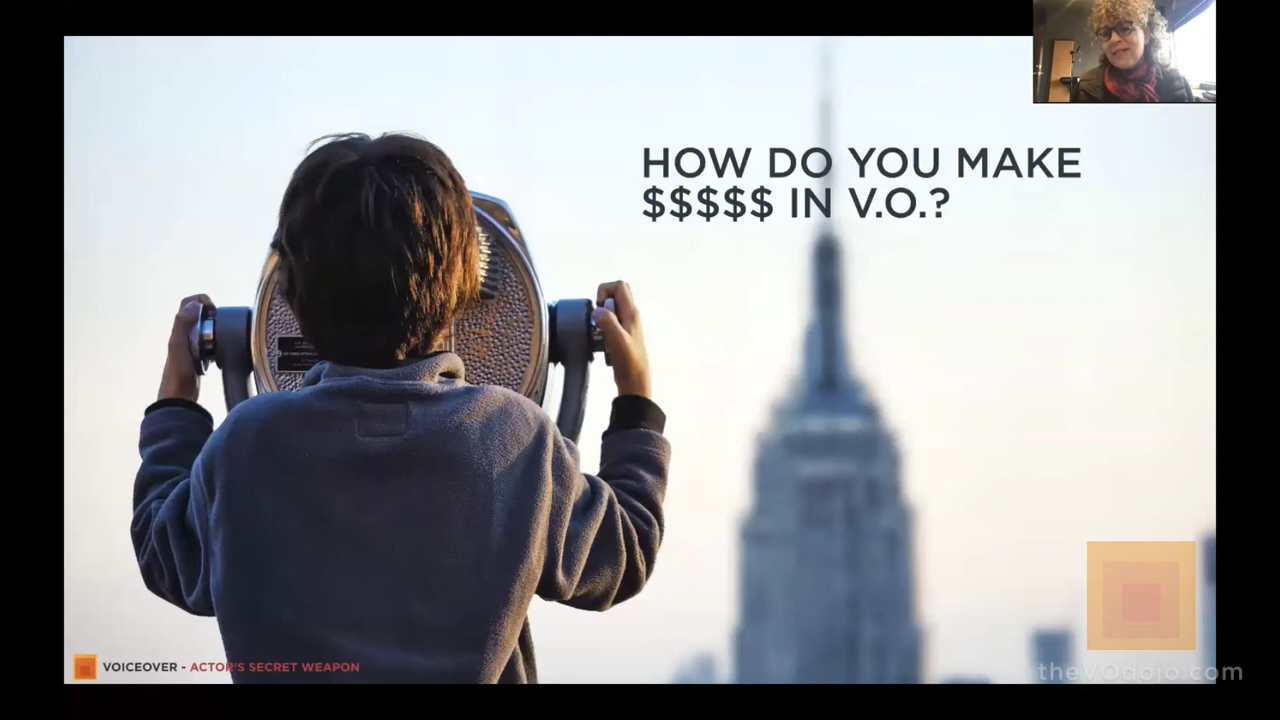 HOW DO YOU MAKE
$$$$$ IN V.O.?
VOICEOVER - ACTOR'S SECRET WEAPON
theVOdojo.com